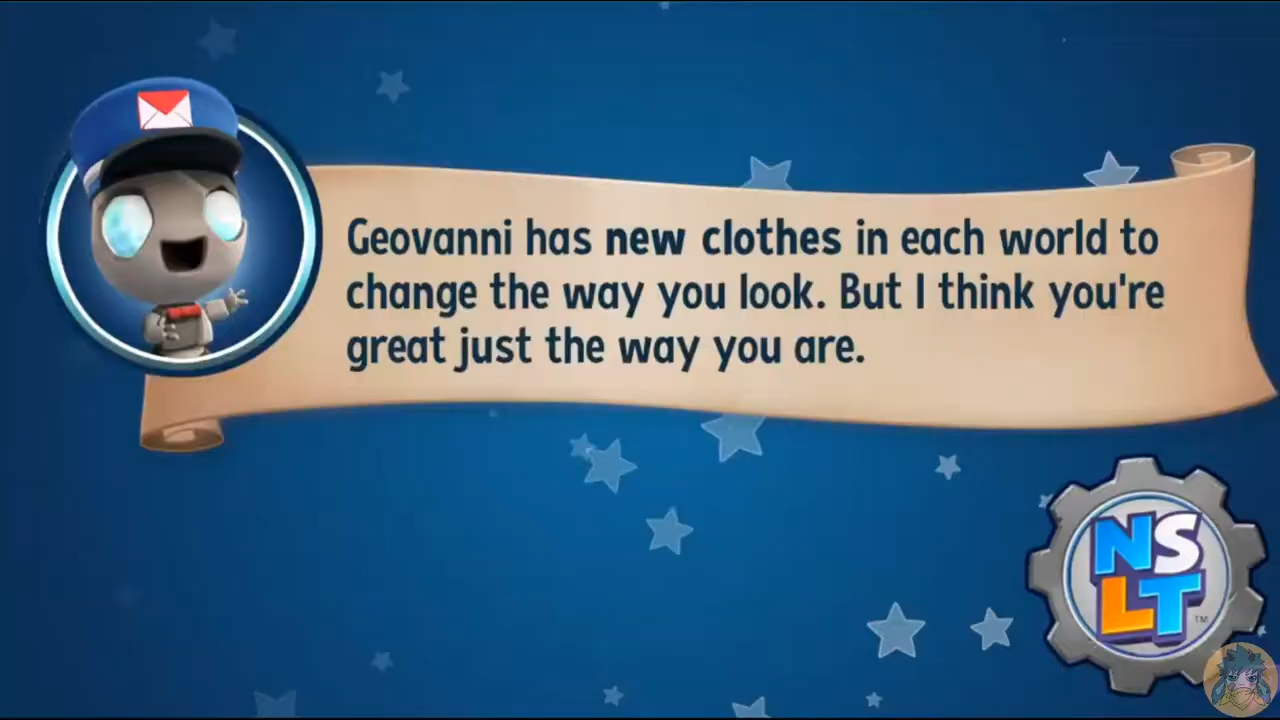 Geovanni has new clothes in each world to
change the way you look. But I think you're
great just the way you are.
NS
LT
TM